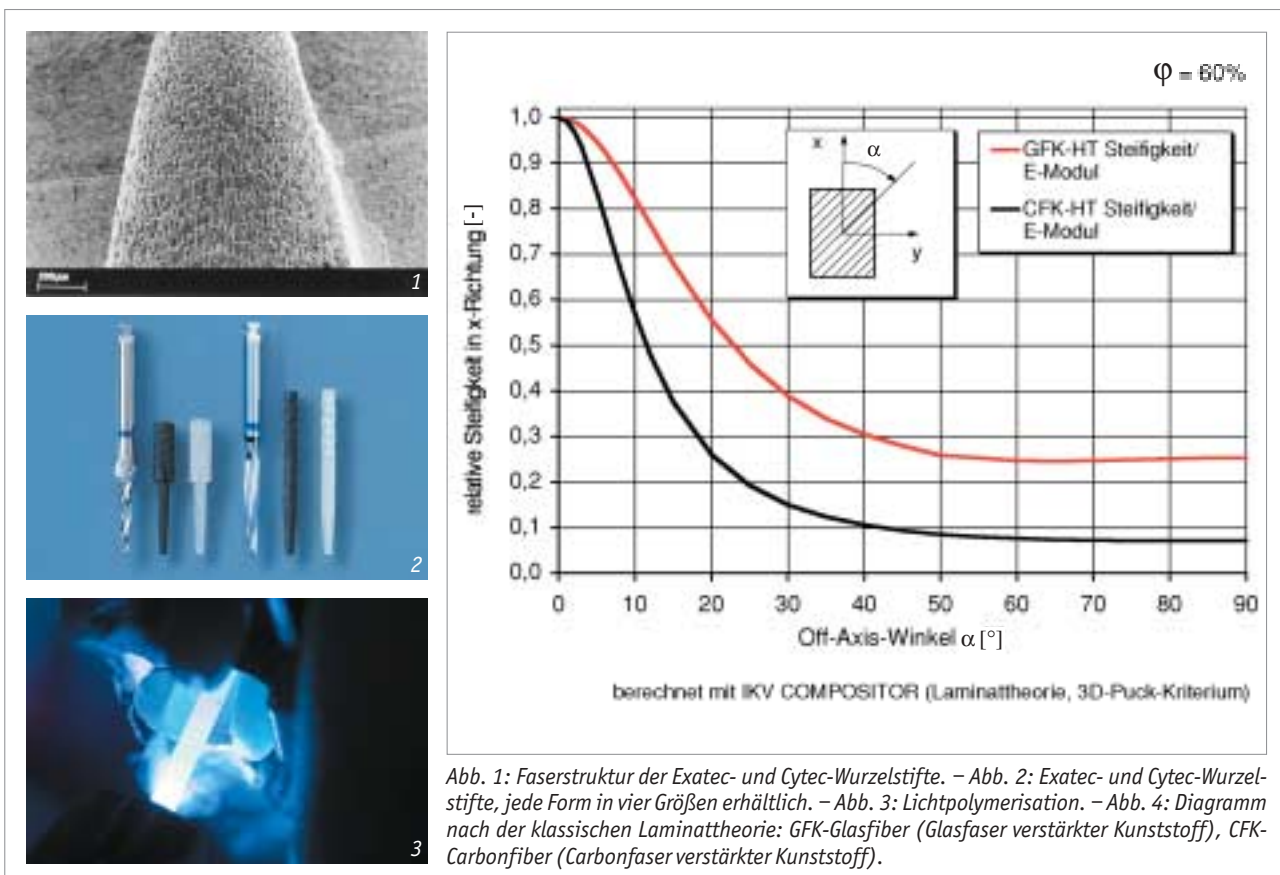 1
2
3
φ = 60%
relative Steifigkeit in x-Richtung [-]
1,0
0,9
0,8
0,7
0,6
0,5
0,4
0,3
0,2
0,1
0,0
x
α
y
GFK-HT Steifigkeit/
E-Modul
CFK-HT Steifigkeit/
E-Modul
0 10 20 30 40 50 60 70 80 90
Off-Axis-Winkel α [°]
berechnet mit IKV COMPOSITOR (Laminattheorie, 3D-Puck-Kriterium)
Abb. 1: Faserstruktur der Exatec- und Cytec-Wurzelstifte. – Abb. 2: Exatec- und Cytec-Wurzel-
stifte, jede Form in vier Größen erhältlich. – Abb. 3: Lichtpolymerisation. – Abb. 4: Diagramm
nach der klassischen Laminattheorie: GFK-Glasfiber (Glasfaser verstärkter Kunststoff), CFK-
Carbonfiber (Carbonfaser verstärkter Kunststoff).